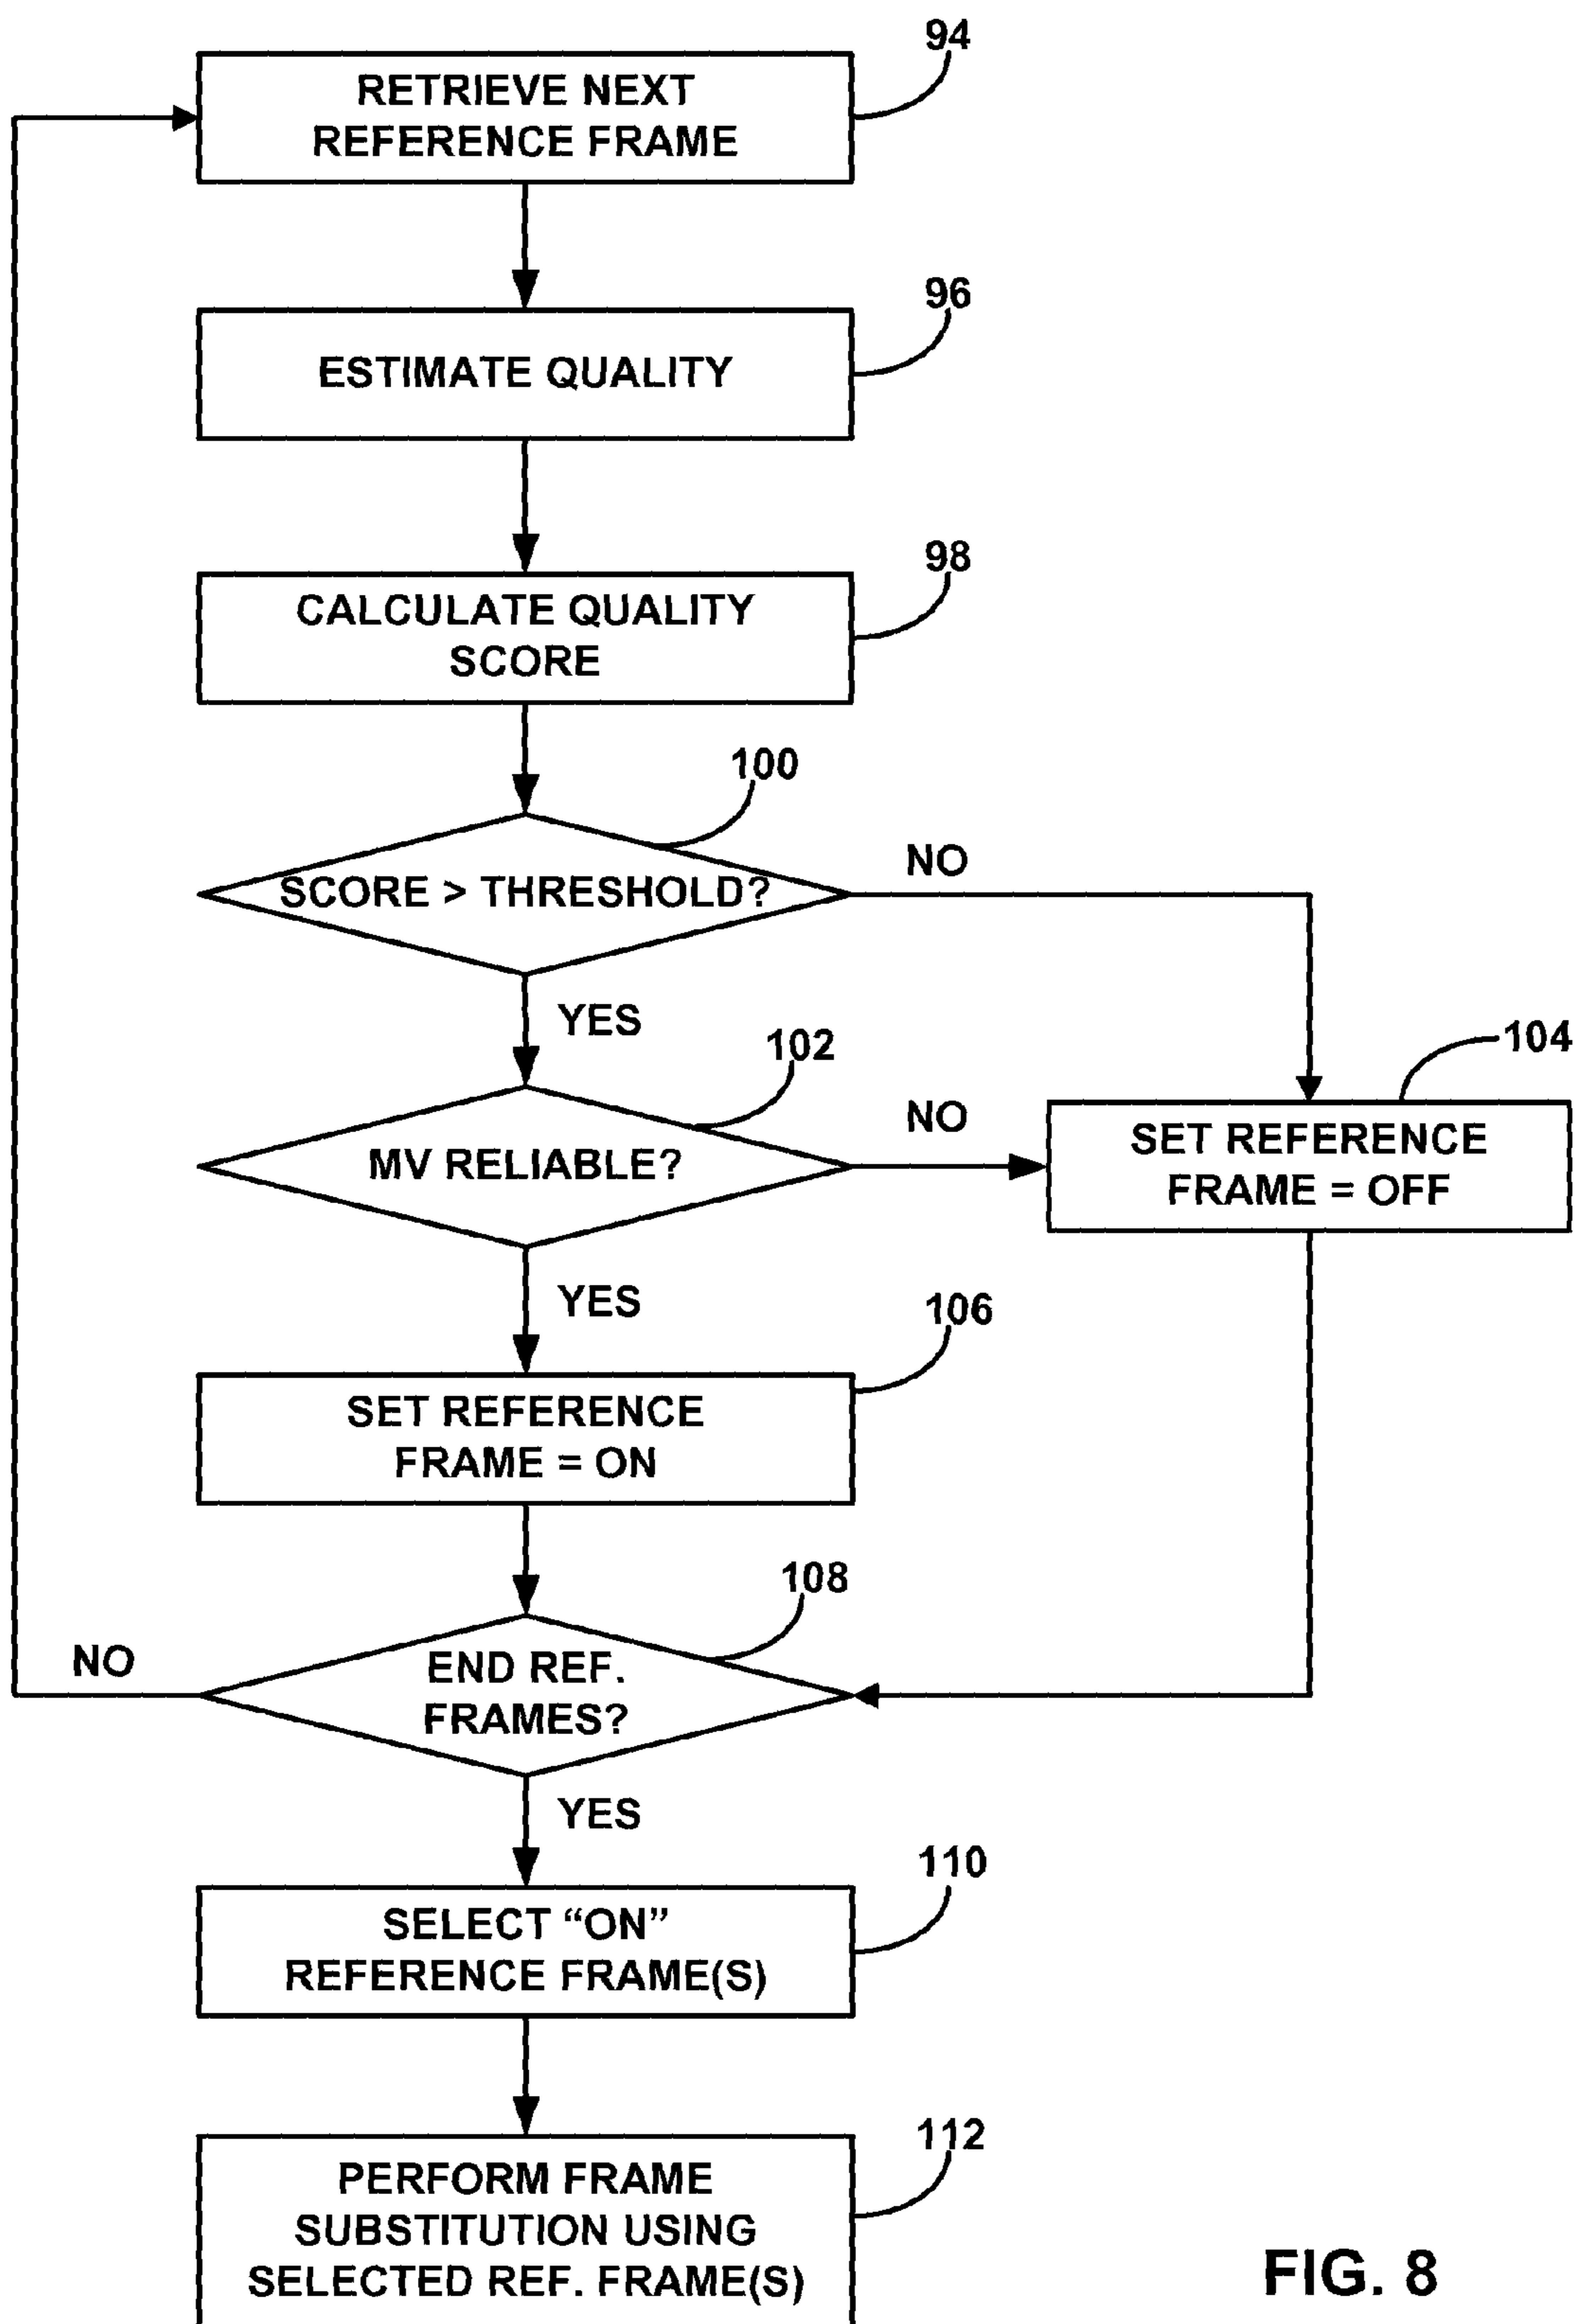 94
RETRIEVE NEXT
REFERENCE FRAME
96
ESTIMATE QUALITY
98
CALCULATE QUALITY
SCORE
100
NO
SCORE > THRESHOLD?
YES
102
104
NO
MV RELIABLE?
SET REFERENCE
FRAME = OFF
YES
106
SET REFERENCE
FRAME = ON
108
NO
END REF.
FRAMES?
YES
110
SELECT “ON”
REFERENCE FRAME(S)
112
PERFORM FRAME
SUBSTITUTION USING
SELECTED REF. FRAME(S)
FIG. 8